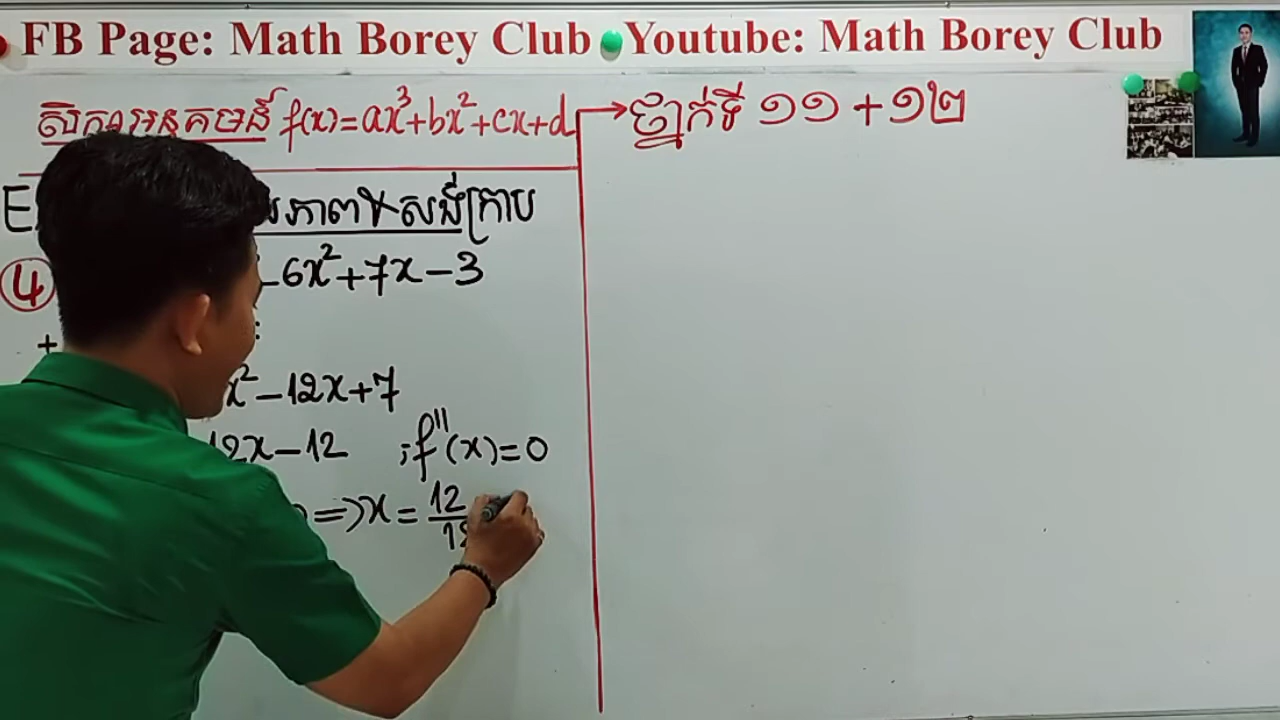 FB Page: Math Borey Club Youtube: Math Borey Club
សិក្សាអនុគមន៍ f(x)=ax³+bx²+cx+d → ថ្នាក់ទី ១១ + ១២
E ភាព & សង់ក្រាប
④ -6x²+7x-3
+ :
x²-12x+7
12x-12 ; f''(x)=0
⇒ x = 12/12